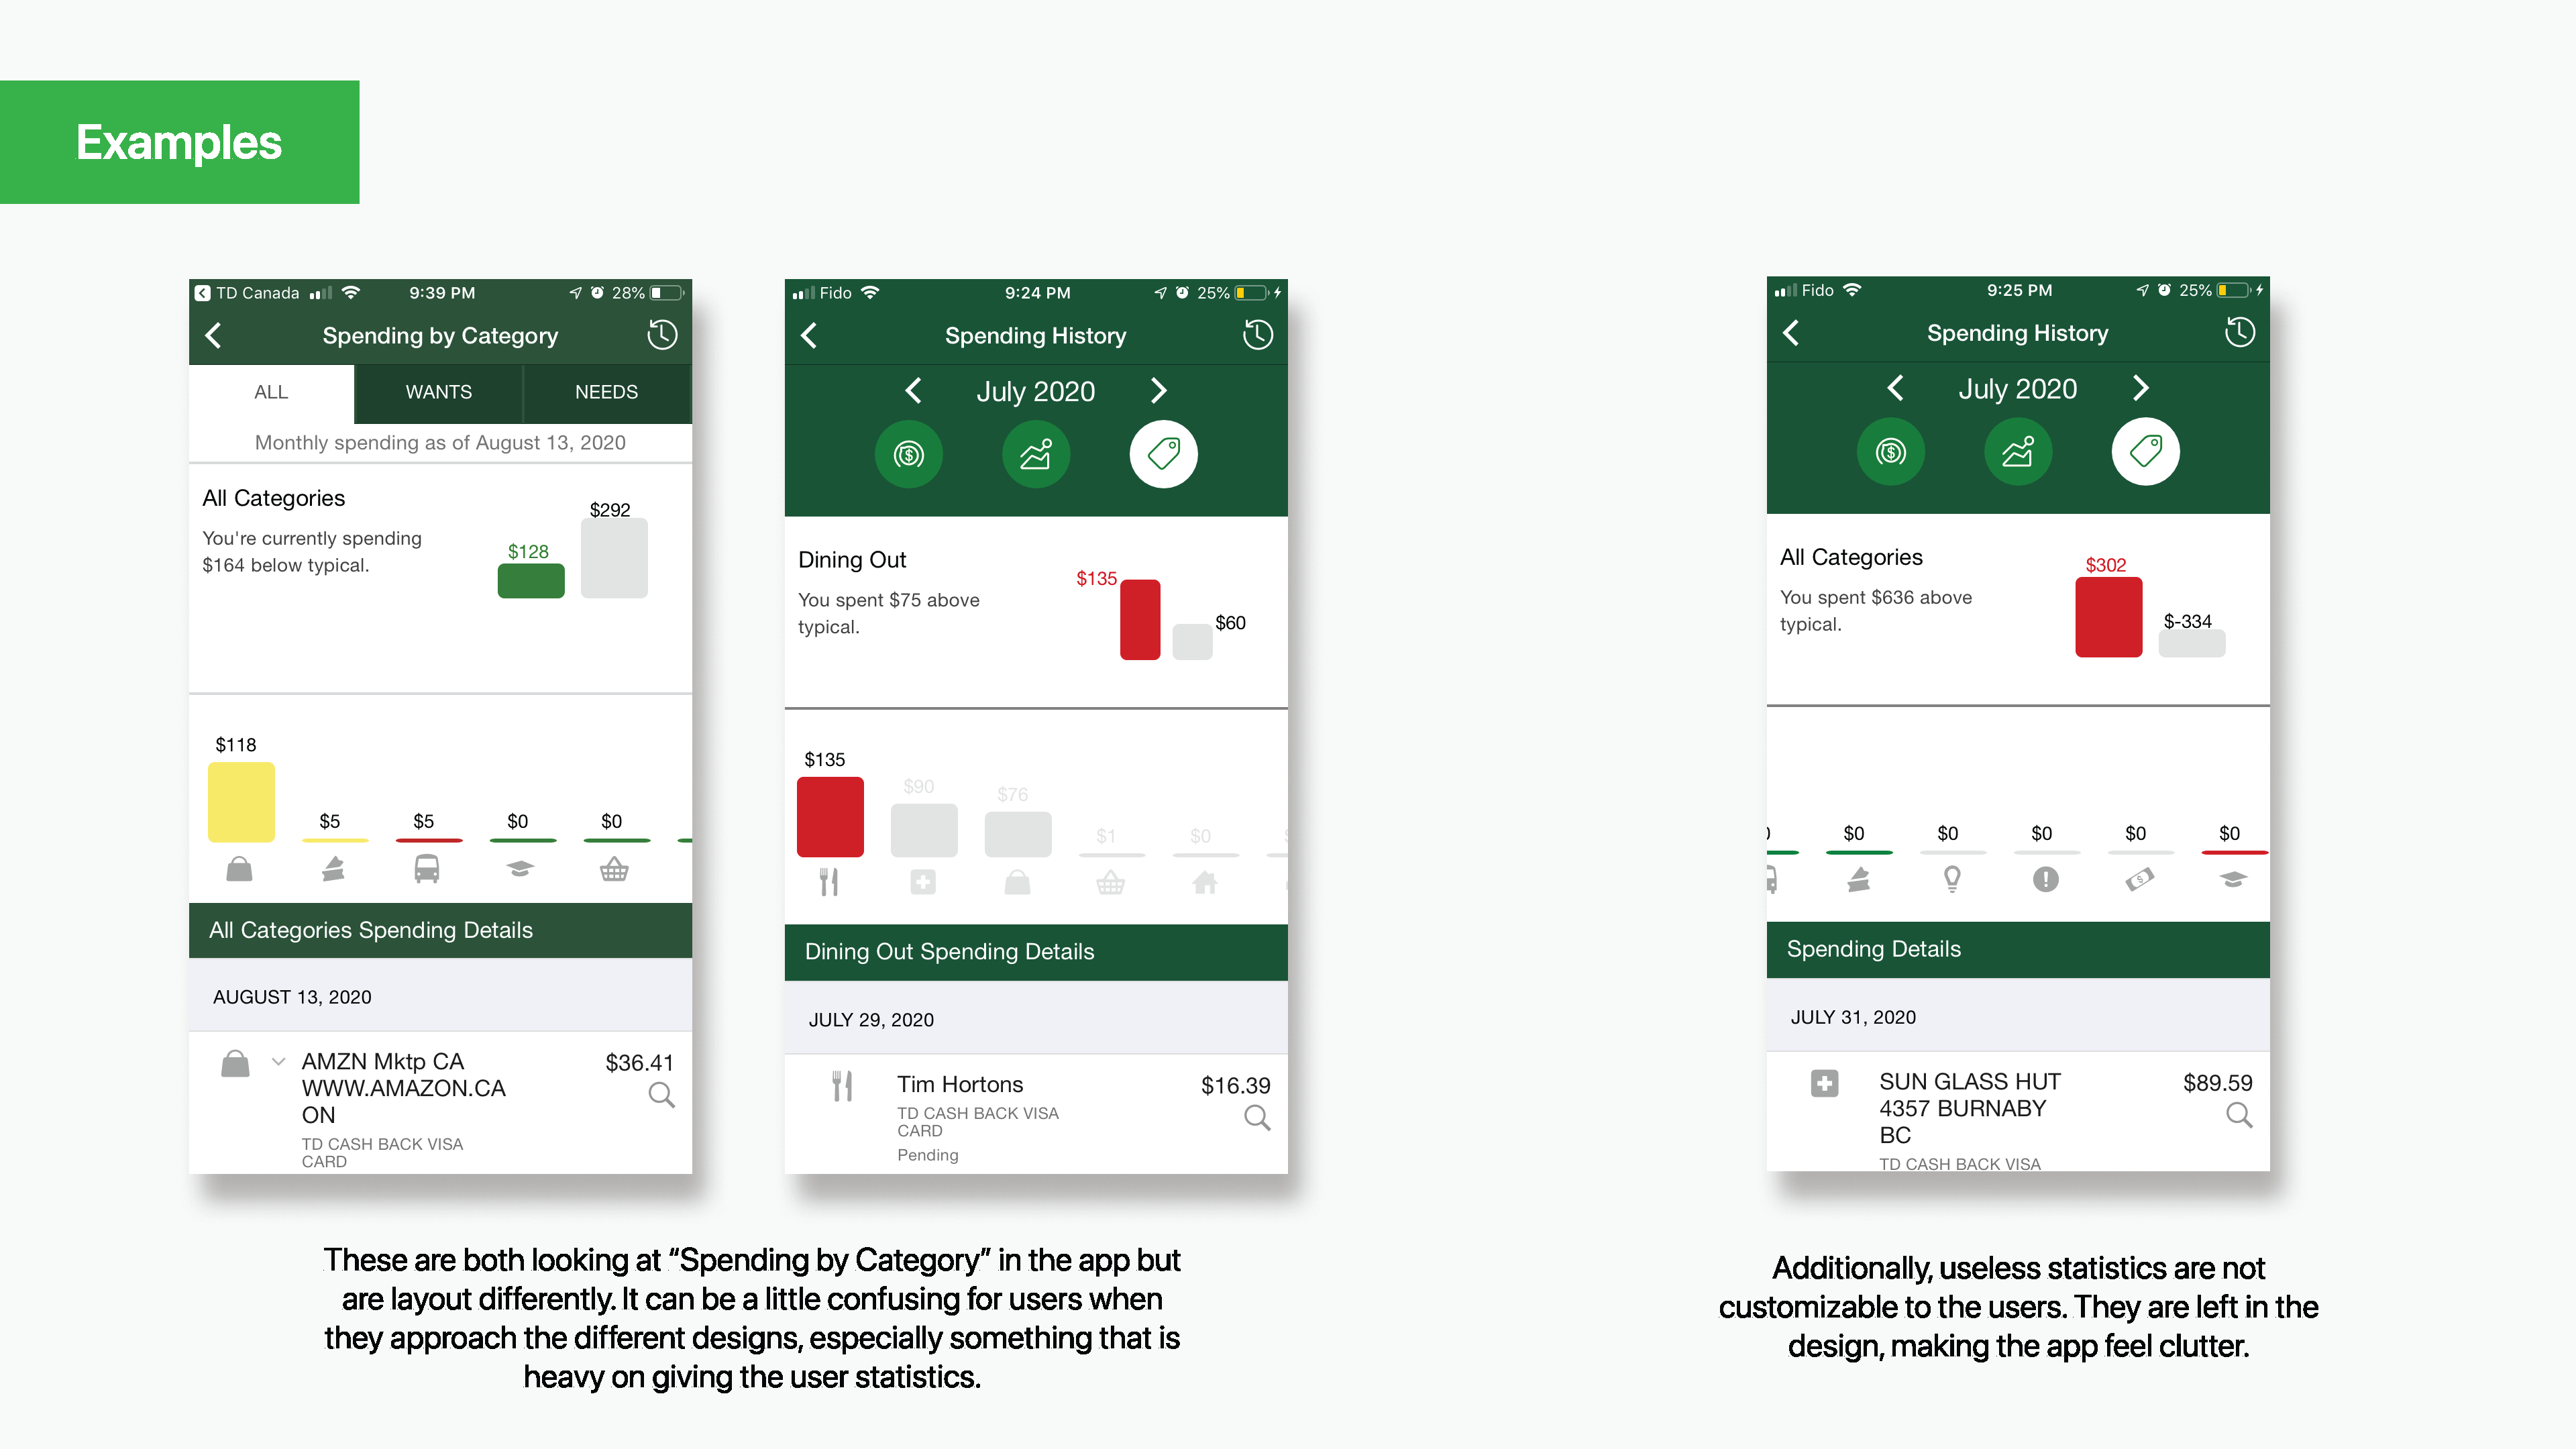 Examples
TD Canada 9:39 PM 28%
Spending by Category
ALL WANTS NEEDS
Monthly spending as of August 13, 2020
All Categories
You're currently spending
$164 below typical.
$128
$292
$118 $5 $5 $0 $0
All Categories Spending Details
AUGUST 13, 2020
AMZN Mktp CA $36.41
WWW.AMAZON.CA
ON
TD CASH BACK VISA
CARD
Fido 9:24 PM 25%
Spending History
July 2020
Dining Out
You spent $75 above
typical.
$135
$60
$135 $90 $76 $1 $0
Dining Out Spending Details
JULY 29, 2020
Tim Hortons $16.39
TD CASH BACK VISA
CARD
Pending
These are both looking at “Spending by Category” in the app but
are layout differently. It can be a little confusing for users when
they approach the different designs, especially something that is
heavy on giving the user statistics.
Fido 9:25 PM 25%
Spending History
July 2020
All Categories
You spent $636 above
typical.
$302
$-334
$0 $0 $0 $0 $0
Spending Details
JULY 31, 2020
SUN GLASS HUT $89.59
4357 BURNABY
BC
TD CASH BACK VISA
Additionally, useless statistics are not
customizable to the users. They are left in the
design, making the app feel clutter.